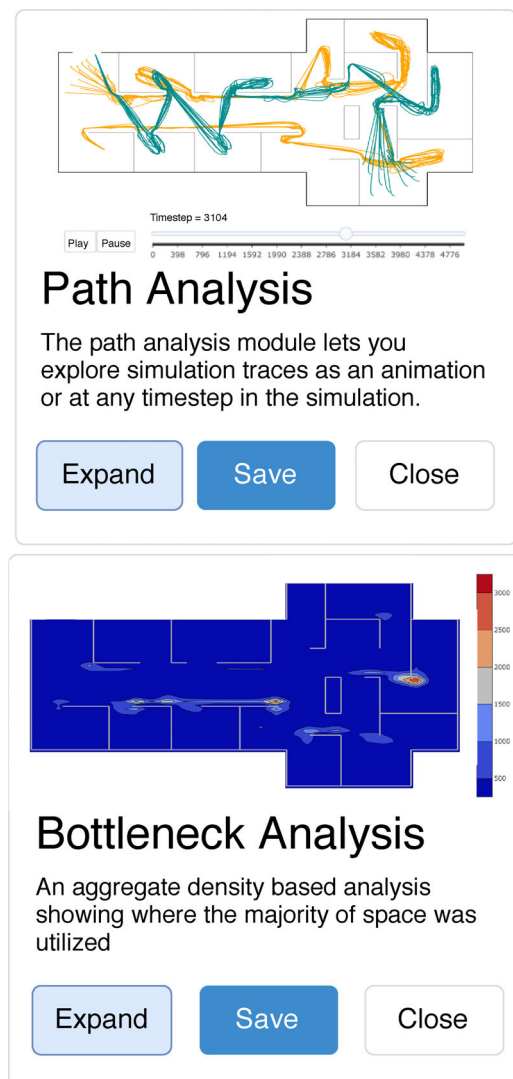 Timestep = 3104
Play Pause
0 398 796 1194 1592 1990 2388 2786 3184 3582 3980 4378 4776
Path Analysis
The path analysis module lets you
explore simulation traces as an animation
or at any timestep in the simulation.
Expand Save Close
3000
2500
2000
1500
1000
500
Bottleneck Analysis
An aggregate density based analysis
showing where the majority of space was
utilized
Expand Save Close